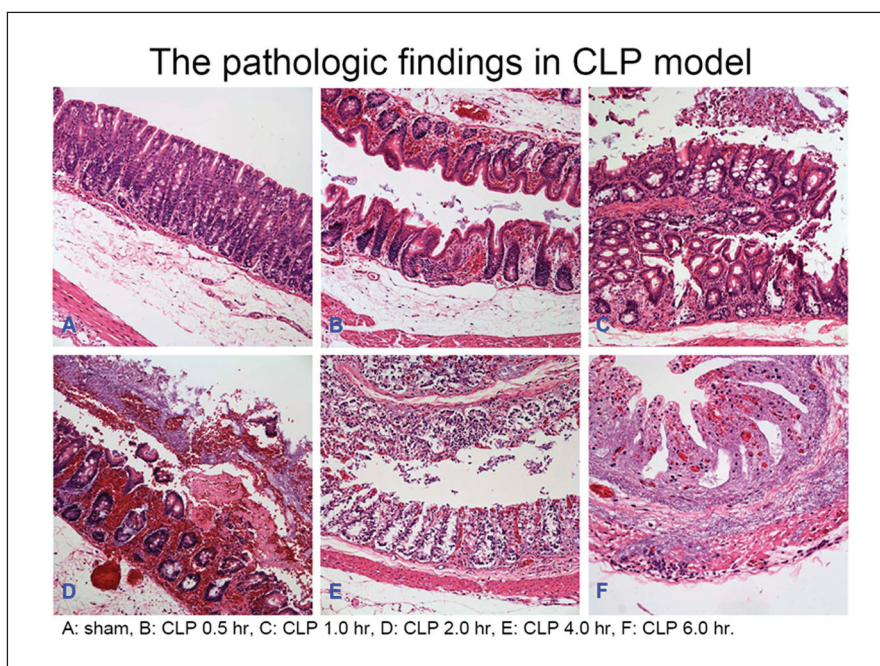 The pathologic findings in CLP model
A
B
C
D
E
F
A: sham, B: CLP 0.5 hr, C: CLP 1.0 hr, D: CLP 2.0 hr, E: CLP 4.0 hr, F: CLP 6.0 hr.